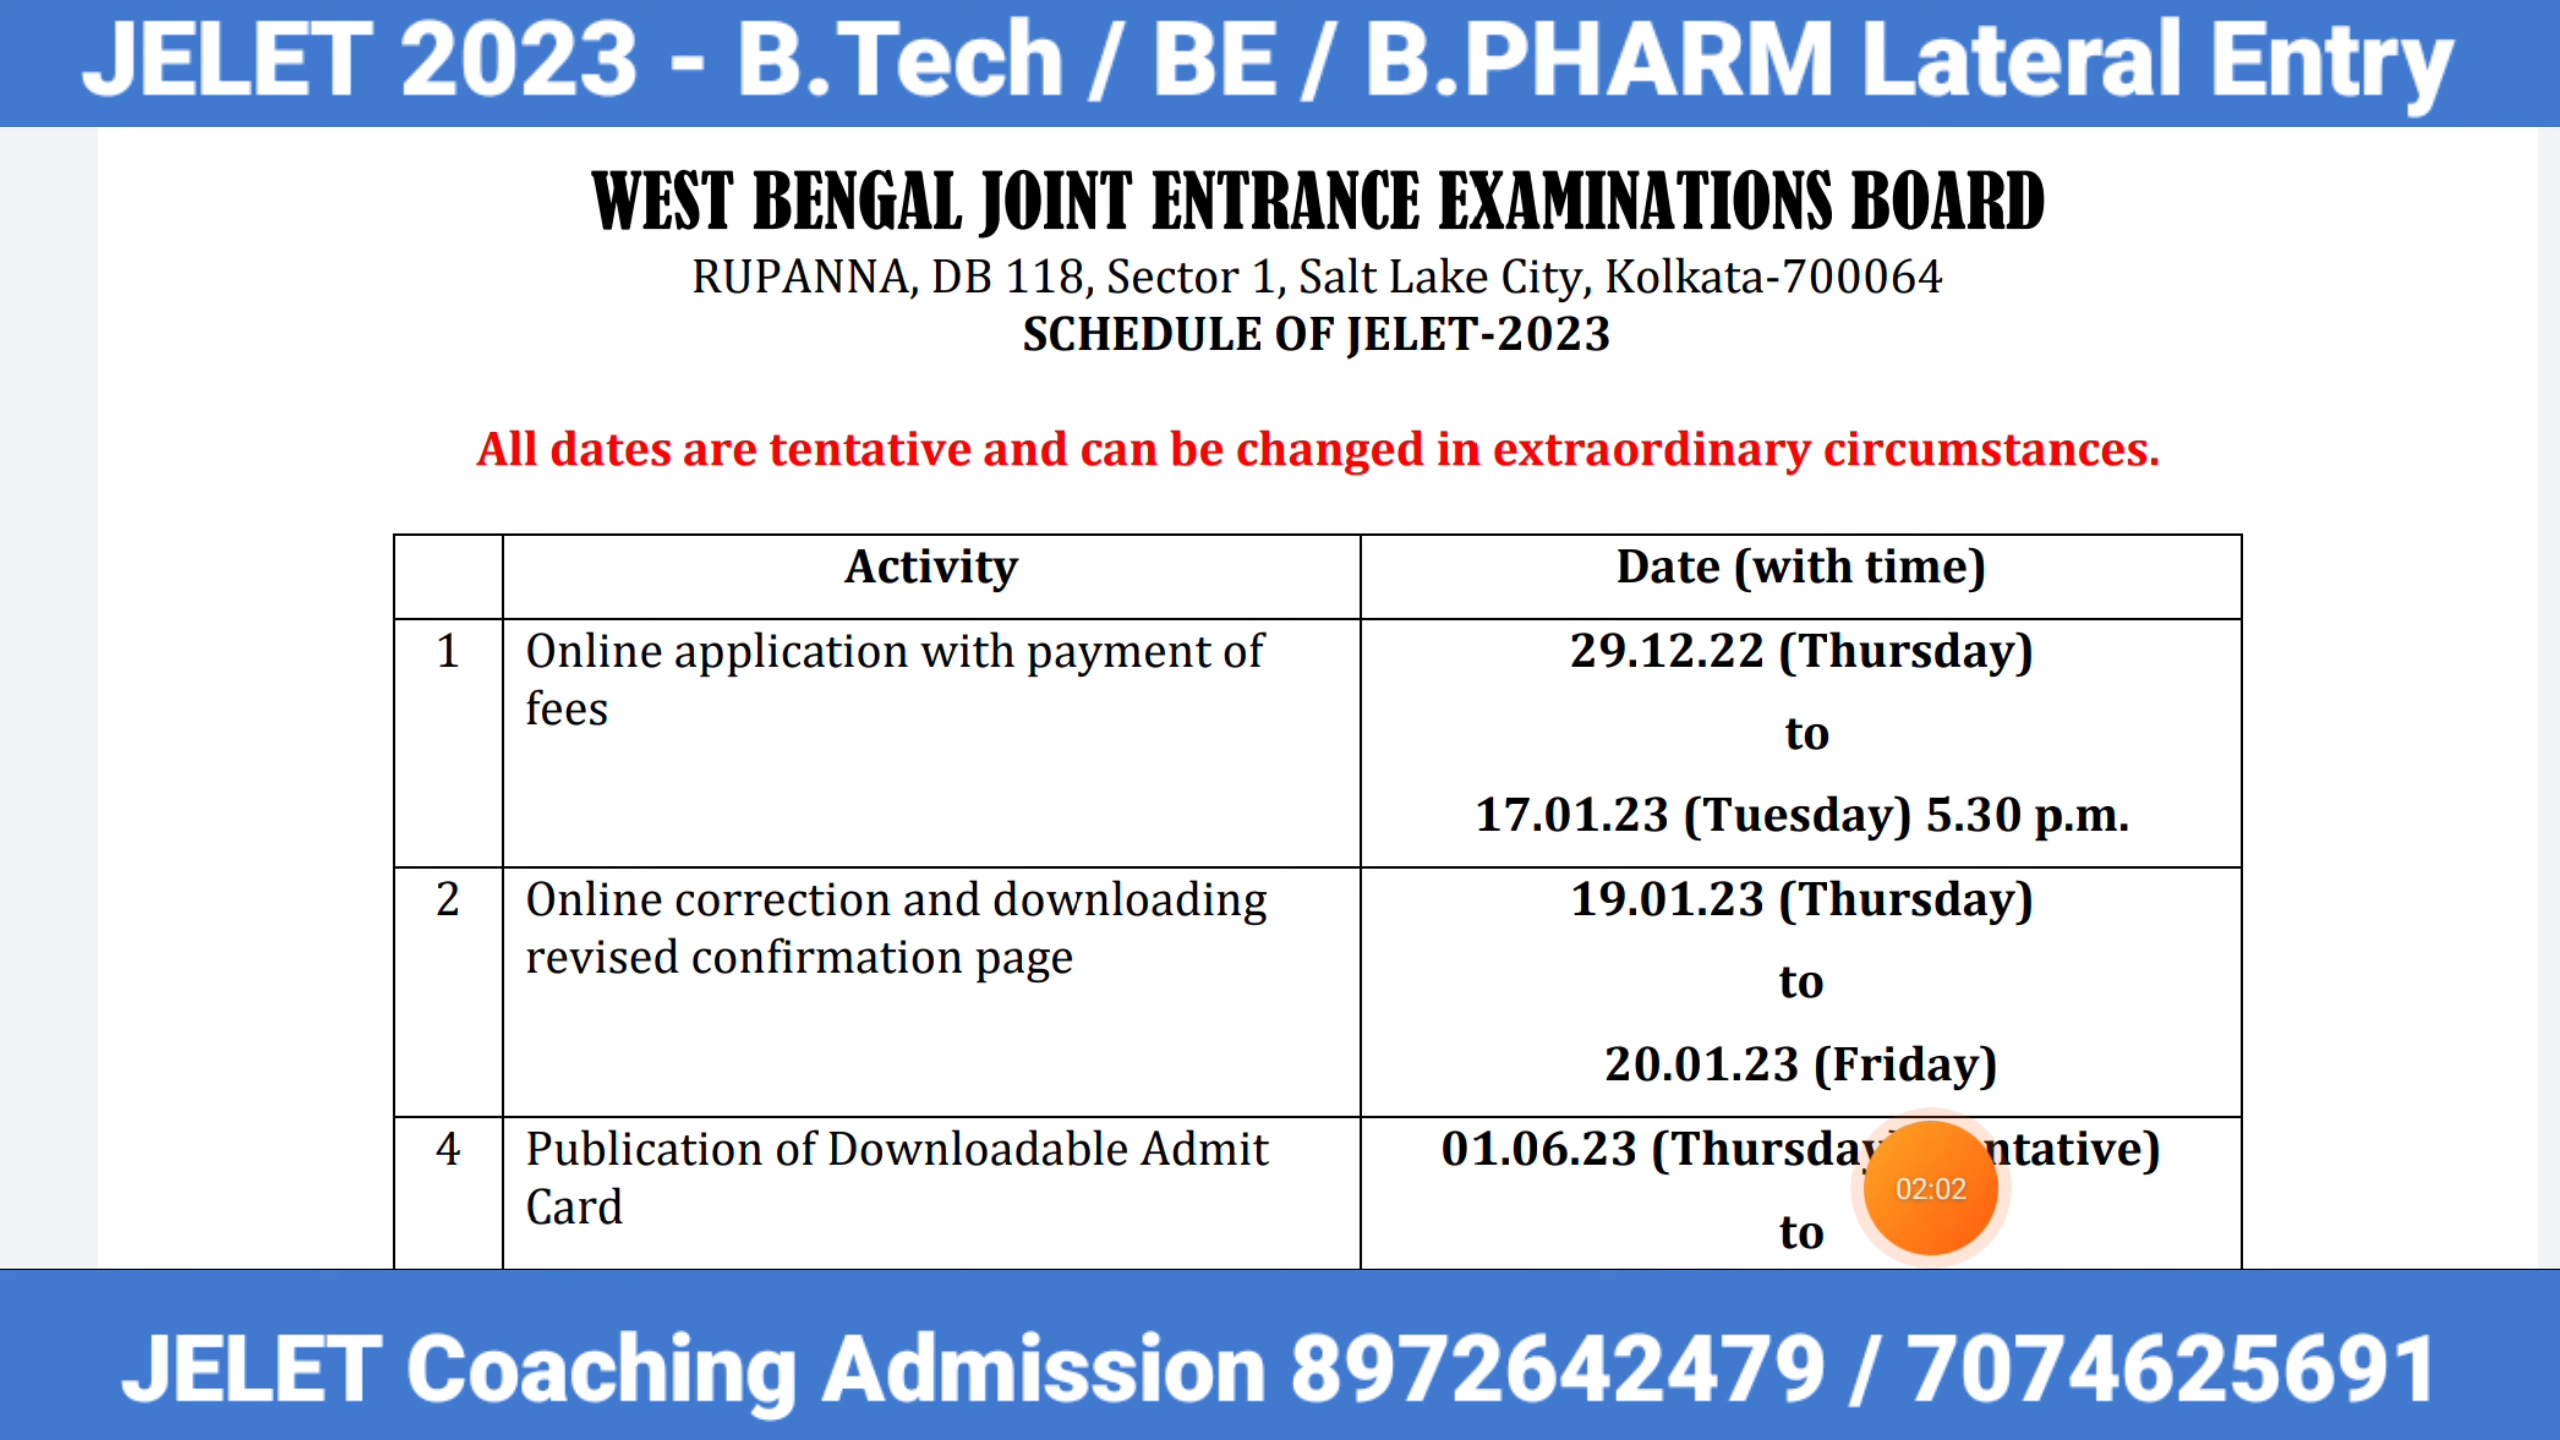 JELET 2023 - B.Tech / BE / B.PHARM Lateral Entry
WEST BENGAL JOINT ENTRANCE EXAMINATIONS BOARD
RUPANNA, DB 118, Sector 1, Salt Lake City, Kolkata-700064
SCHEDULE OF JELET-2023
All dates are tentative and can be changed in extraordinary circumstances.
Activity Date (with time)
1 Online application with payment of
fees
29.12.22 (Thursday)
to
17.01.23 (Tuesday) 5.30 p.m.
2 Online correction and downloading
revised confirmation page
19.01.23 (Thursday)
to
20.01.23 (Friday)
4 Publication of Downloadable Admit
Card
01.06.23 (Thursday
to
02:02
JELET Coaching Admission 8972642479 / 7074625691